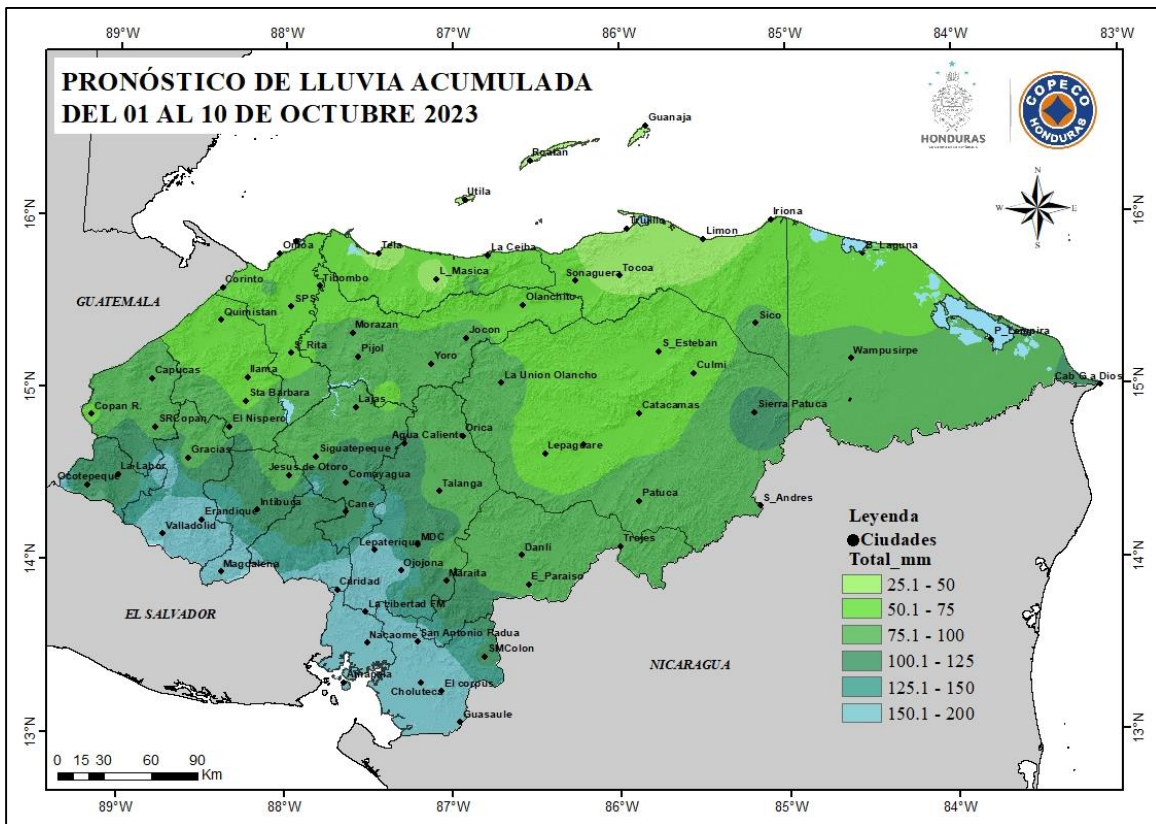 89°W 88°W 87°W 86°W 85°W 84°W 83°W
PRONÓSTICO DE LLUVIA ACUMULADA
DEL 01 AL 10 DE OCTUBRE 2023
HONDURAS
COPECO
HONDURAS
N
W E
S
16°N
15°N
14°N
13°N
16°N
15°N
14°N
13°N
Guanaja
Roatan
Utila
Iriona
Trujillo
Limon
Omoa
Tela
La Ceiba
B_Laguna
Corinto
Tibombo
L_Masica
Sonaguera
Tocoa
GUATEMALA
Quimistan
SPS
Olanchito
Morazan
Jocon
Sico
P_Lempira
S_Rita
Pijol
Yoro
S_Esteban
Wampusirpe
Capucas
Ilama
La Union Olancho
Culmi
Cab G.a Dios
Sta Barbara
Lajas
Copan R.
SRCopan
El Nispero
Catacamas
Sierra Patuca
Agua Caliente
Orica
Gracias
Siguatepeque
Lepaguare
La Labor
Jesus de Otoro
Ocotepeque
Comayagua
Talanga
Patuca
S_Andres
Erandique
Intibuca
Cane
Valladolid
Lepaterique
MDC
Trojes
Magdalena
Ojojona
Danli
Maraita
E_Paraiso
Caridad
La Libertad FM
EL SALVADOR
Nacaome
San Antonio Padua
SMColon
NICARAGUA
Amapala
Choluteca
El corpus
Guasaule
Leyenda
Ciudades
Total_mm
25.1 - 50
50.1 - 75
75.1 - 100
100.1 - 125
125.1 - 150
150.1 - 200
0 15 30 60 90
Km
89°W 88°W 87°W 86°W 85°W 84°W